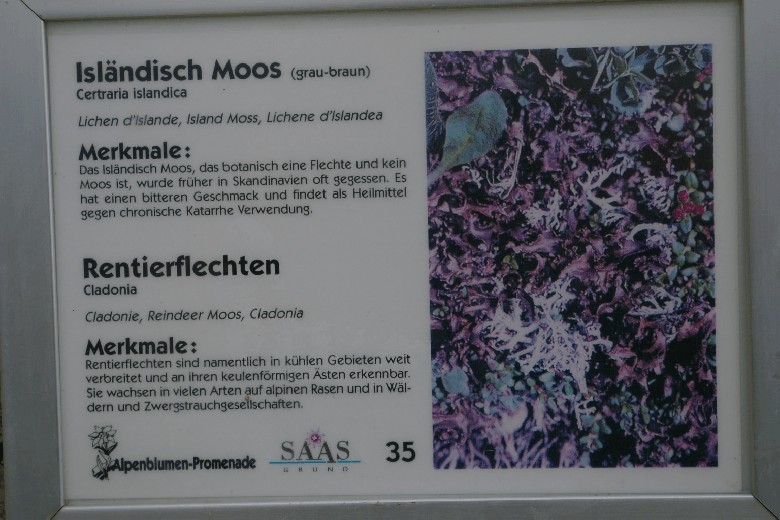 Isländisch Moos (grau-braun)
Certraria islandica
Lichen d'Islande, Island Moss, Lichene d'Islandea
Merkmale:
Das Isländisch Moos, das botanisch eine Flechte und kein
Moos ist, wurde früher in Skandinavien oft gegessen. Es
hat einen bitteren Geschmack und findet als Heilmittel
gegen chronische Katarrhe Verwendung.
Rentierflechten
Cladonia
Cladonie, Reindeer Moos, Cladonia
Merkmale:
Rentierflechten sind namentlich in kühlen Gebieten weit
verbreitet und an ihren keulenförmigen Ästen erkennbar.
Sie wachsen in vielen Arten auf alpinen Rasen und in Wäl-
dern und Zwergstrauchgesellschaften.
Alpenblumen-Promenade
SAAS
GRUND
35